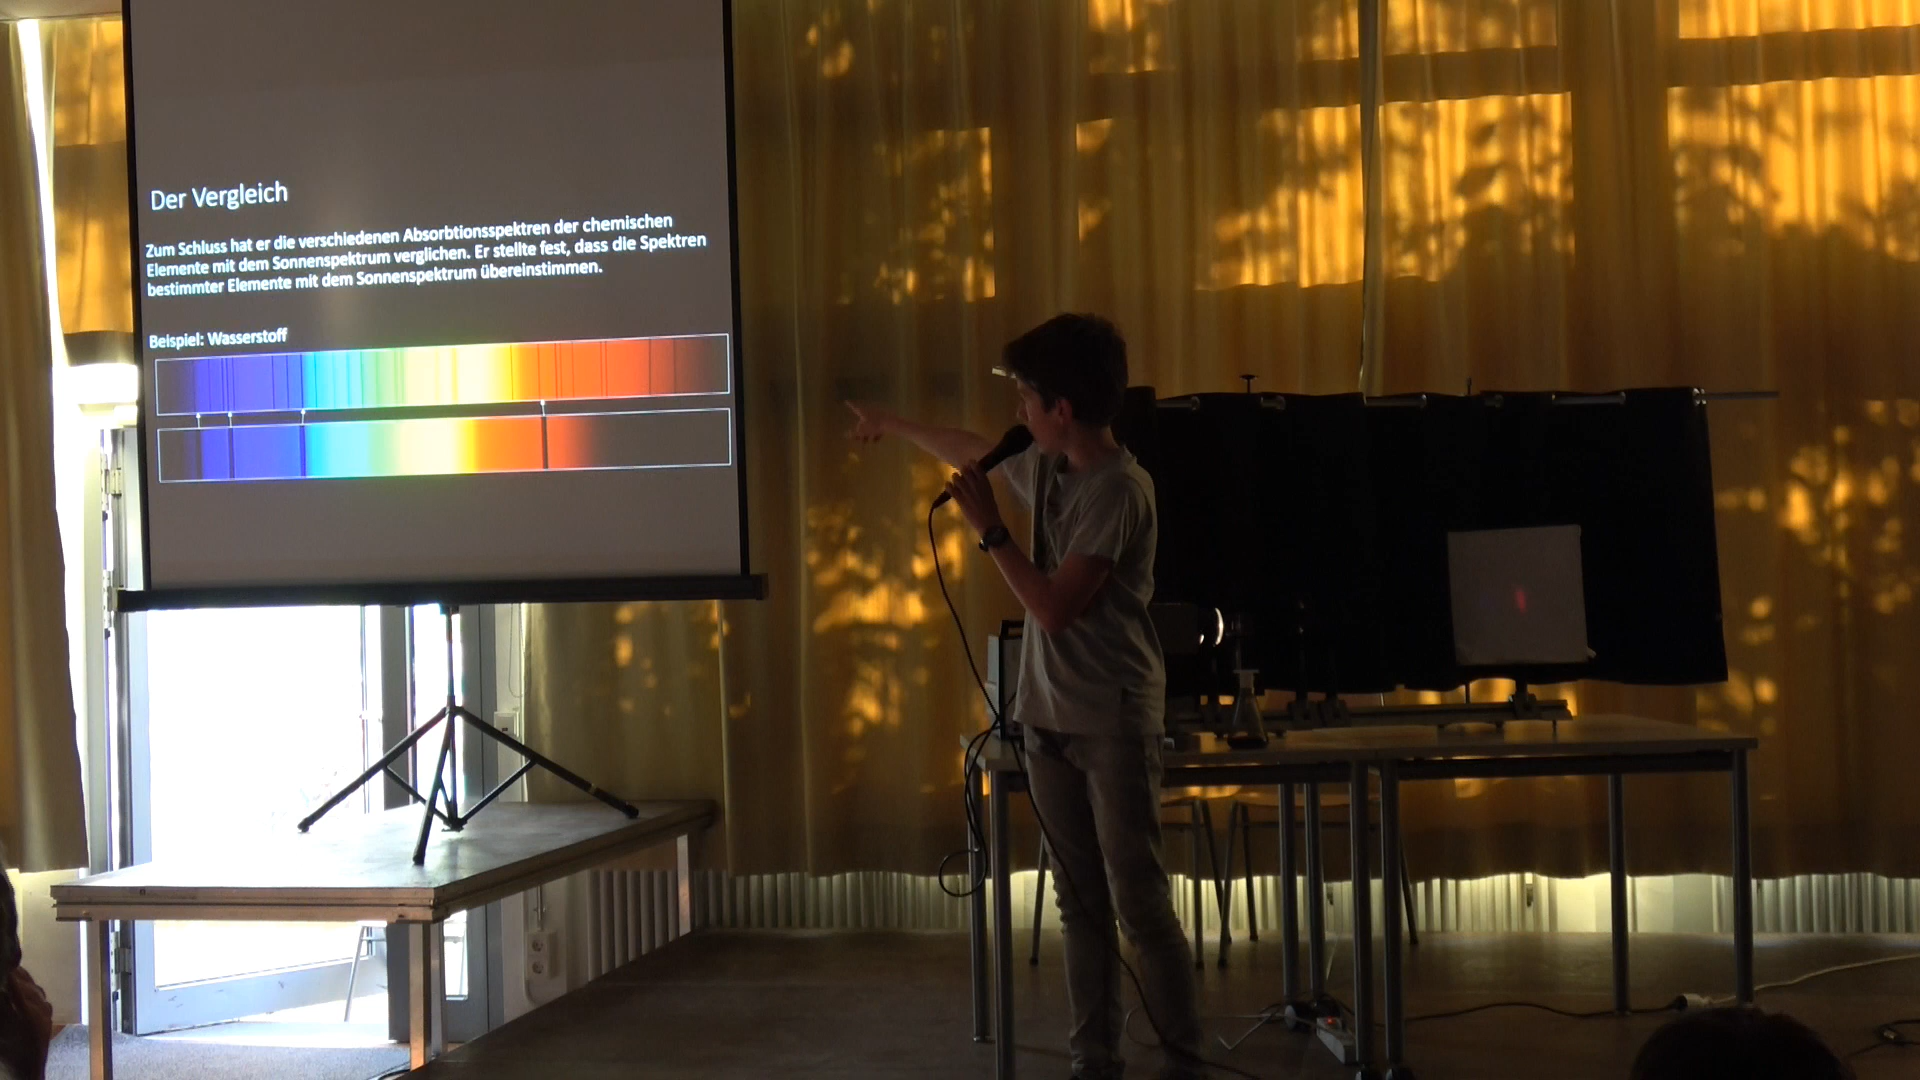 Der Vergleich
Zum Schluss hat er die verschiedenen Absorbtionsspektren der chemischen
Elemente mit dem Sonnenspektrum verglichen. Er stellte fest, dass die Spektren
bestimmter Elemente mit dem Sonnenspektrum übereinstimmen.
Beispiel: Wasserstoff